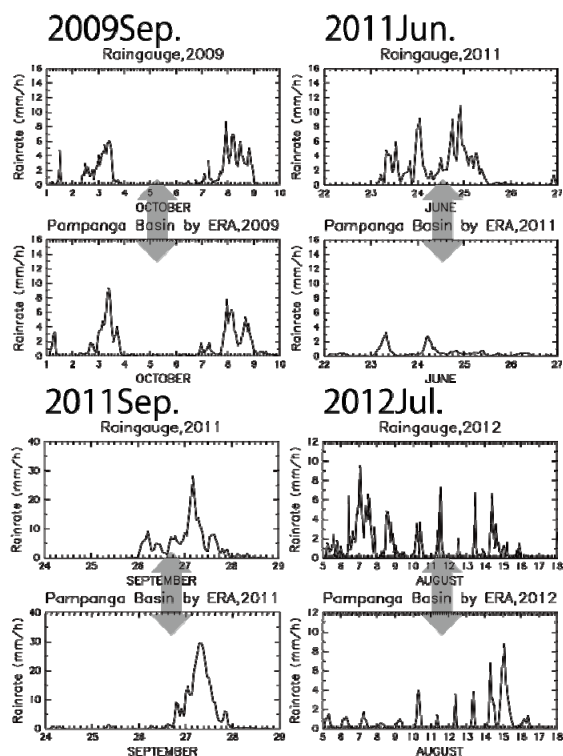 2009Sep.
Raingauge,2009
Rainrate (mm/h)
16
14
12
10
8
6
4
2
0
1 2 3 4 5 6 7 8 9 10
OCTOBER
Pampanga Basin by ERA,2009
Rainrate (mm/h)
16
14
12
10
8
6
4
2
0
1 2 3 4 5 6 7 8 9 10
OCTOBER
2011Jun.
Raingauge,2011
Rainrate (mm/h)
16
14
12
10
8
6
4
2
0
22 23 24 25 26 27
JUNE
Pampanga Basin by ERA,2011
Rainrate (mm/h)
16
14
12
10
8
6
4
2
0
22 23 24 25 26 27
JUNE
2011Sep.
Raingauge,2011
Rainrate (mm/h)
40
30
20
10
0
24 25 26 27 28 29
SEPTEMBER
Pampanga Basin by ERA,2011
Rainrate (mm/h)
40
30
20
10
0
24 25 26 27 28 29
SEPTEMBER
2012Jul.
Raingauge,2012
Rainrate (mm/h)
12
10
8
6
4
2
0
5 6 7 8 9 10 11 12 13 14 15 16 17 18
AUGUST
Pampanga Basin by ERA,2012
Rainrate (mm/h)
12
10
8
6
4
2
0
5 6 7 8 9 10 11 12 13 14 15 16 17 18
AUGUST